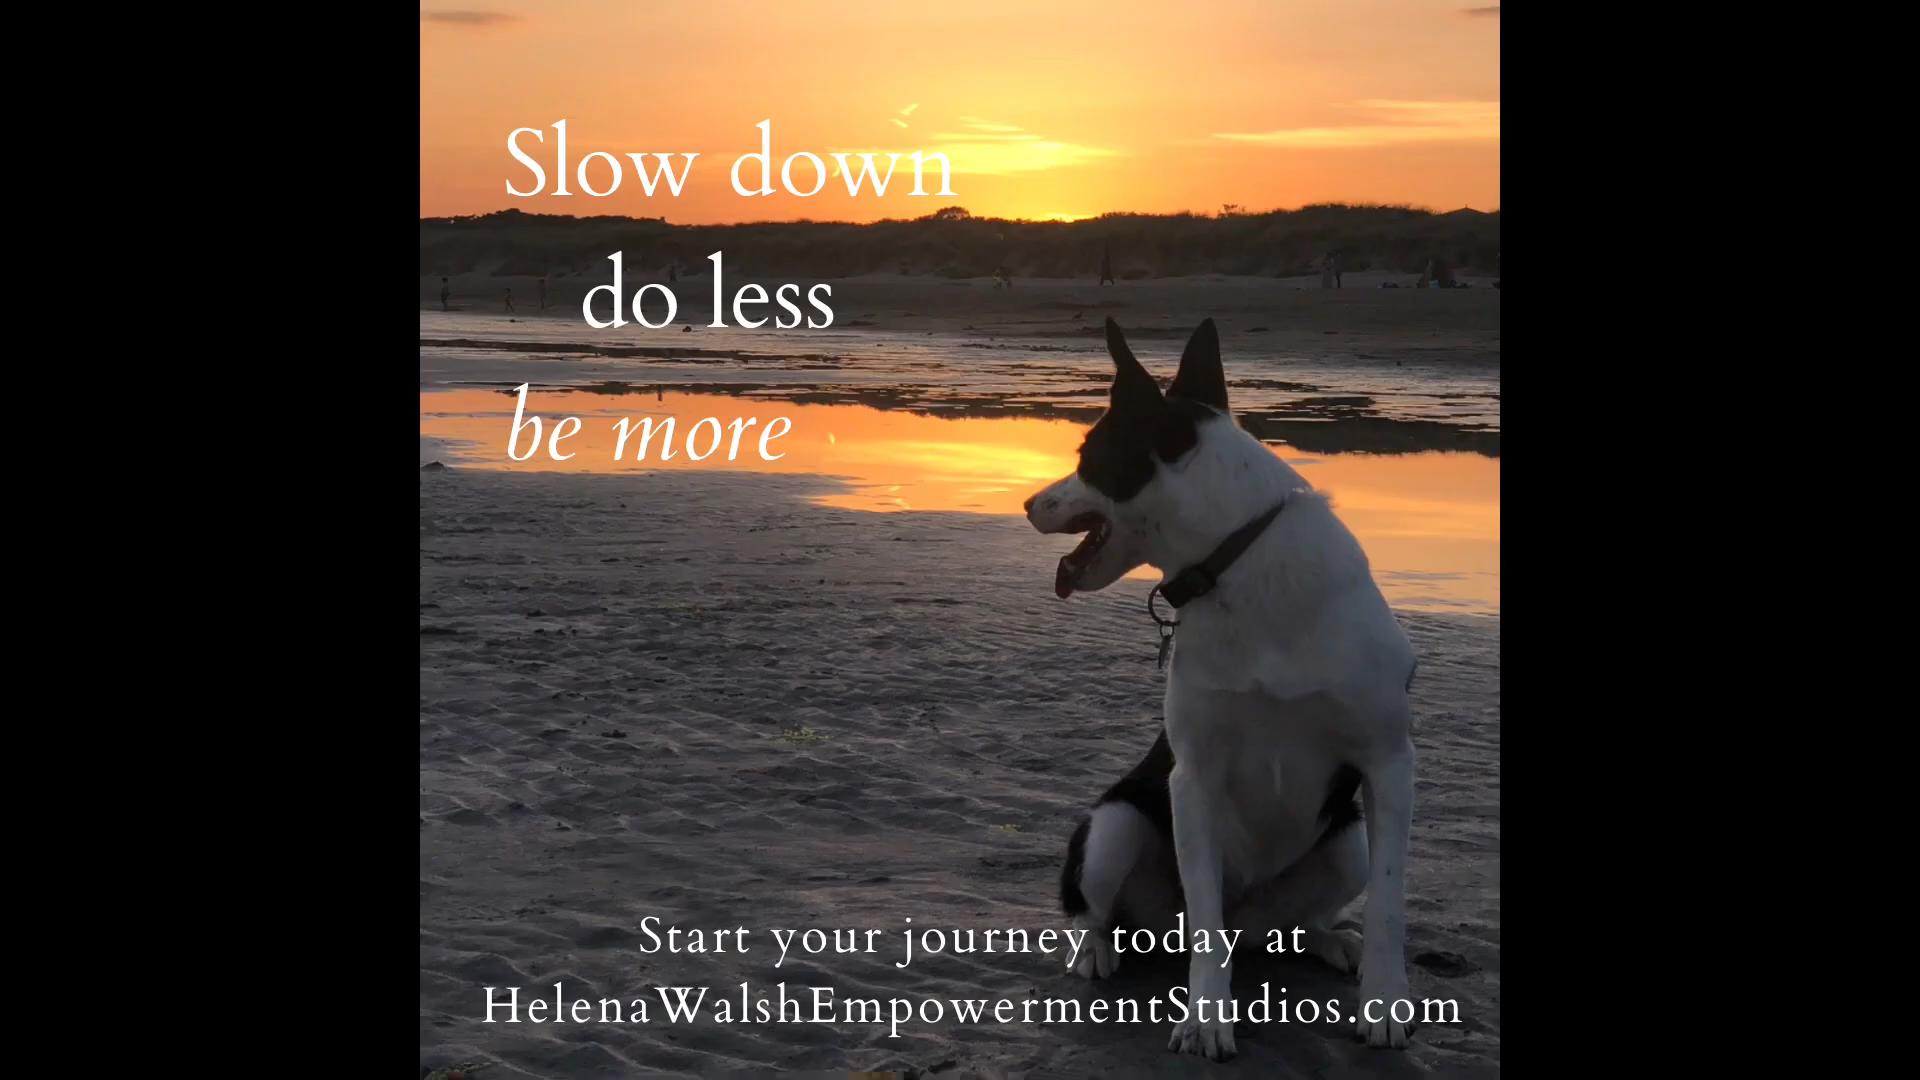 Slow down
do less
be more
Start your journey today at
HelenaWalshEmpowermentStudios.com